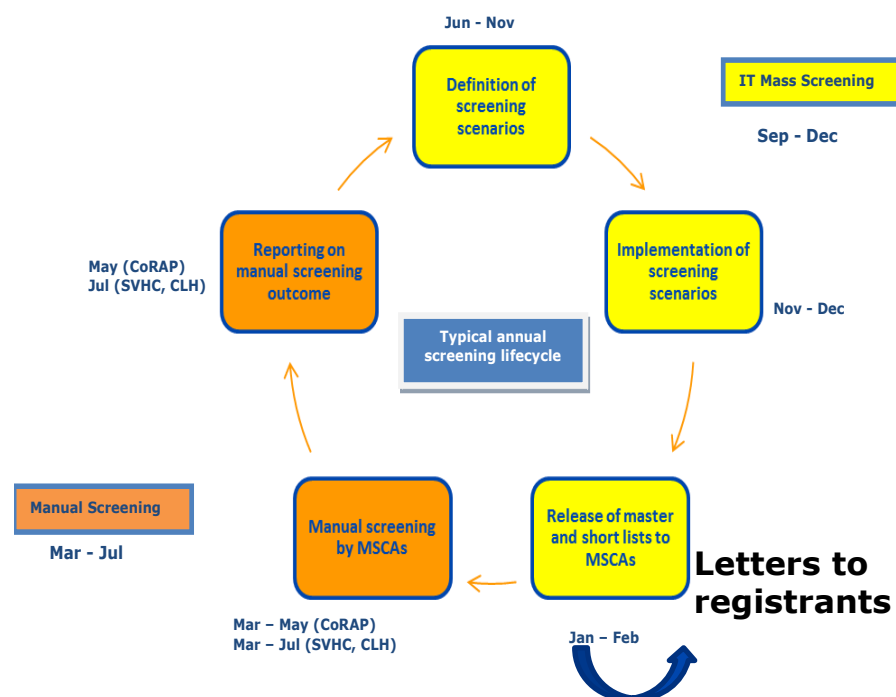 Jun - Nov
Definition of
screening
scenarios
IT Mass Screening
Sep - Dec
Implementation of
screening
scenarios
Nov - Dec
Reporting on
manual screening
outcome
May (CoRAP)
Jul (SVHC, CLH)
Typical annual
screening lifecycle
Manual Screening
Mar - Jul
Manual screening
by MSCAs
Mar – May (CoRAP)
Mar – Jul (SVHC, CLH)
Release of master
and short lists to
MSCAs
Jan – Feb
Letters to
registrants